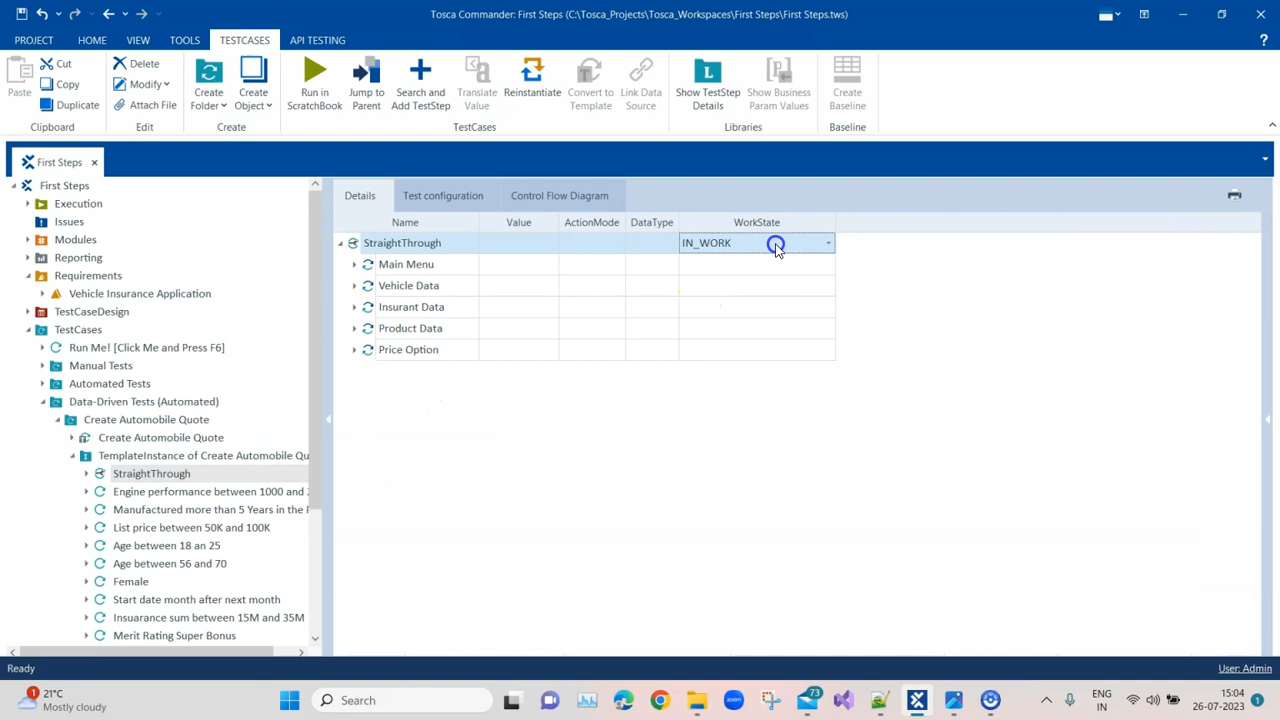 Tosca Commander: First Steps (C:\Tosca_Projects\Tosca_Workspaces\First Steps\First Steps.tws)
PROJECT HOME VIEW TOOLS TESTCASES API TESTING
Paste Cut Copy Duplicate
Delete Modify Attach File
Create Folder Create Object
Run in ScratchBook Jump to Parent Search and Add TestStep Translate Value Reinstantiate Convert to Template Link Data Source
Show TestStep Details Show Business Param Values Create Baseline
Clipboard Edit Create TestCases Libraries Baseline
First Steps
First Steps
Execution
Issues
Modules
Reporting
Requirements
Vehicle Insurance Application
TestCaseDesign
TestCases
Run Me! [Click Me and Press F6]
Manual Tests
Automated Tests
Data-Driven Tests (Automated)
Create Automobile Quote
Create Automobile Quote
TemplateInstance of Create Automobile Qu
StraightThrough
Engine performance between 1000 and 2
Manufactured more than 5 Years in the P
List price between 50K and 100K
Age between 18 an 25
Age between 56 and 70
Female
Start date month after next month
Insuarance sum between 15M and 35M
Merit Rating Super Bonus
Details Test configuration Control Flow Diagram
Name Value ActionMode DataType WorkState
StraightThrough IN_WORK
Main Menu
Vehicle Data
Insurant Data
Product Data
Price Option
Ready User: Admin
1 21°C
Mostly cloudy
Search
73
ENG
IN
15:04
26-07-2023
1